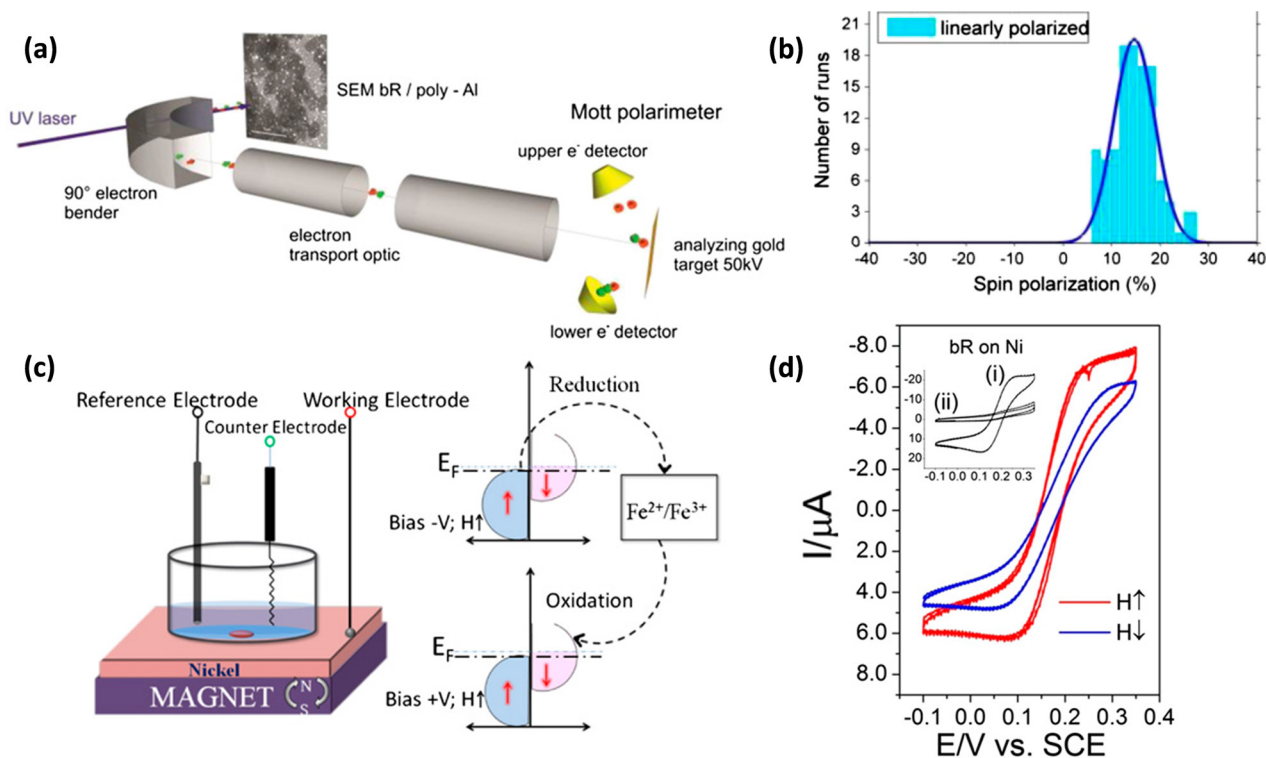 (a)
UV laser
SEM bR / poly - Al
Mott polarimeter
upper e⁻ detector
90° electron
bender
electron
transport optic
analyzing gold
target 50kV
lower e⁻ detector
(b)
linearly polarized
Number of runs
21
18
15
12
9
6
3
0
-40 -30 -20 -10 0 10 20 30 40
Spin polarization (%)
(c)
Reference Electrode
Working Electrode
Counter Electrode
Nickel
MAGNET
N
S
Reduction
E_F
Bias -V; H↑
Fe²⁺/Fe³⁺
Oxidation
E_F
Bias +V; H↑
(d)
bR on Ni
(i)
(ii)
-20
-10
0
10
20
-0.1 0.0 0.1 0.2 0.3
I/μA
-8.0
-6.0
-4.0
-2.0
0.0
2.0
4.0
6.0
8.0
H↑
H↓
-0.1 0.0 0.1 0.2 0.3 0.4
E/V vs. SCE